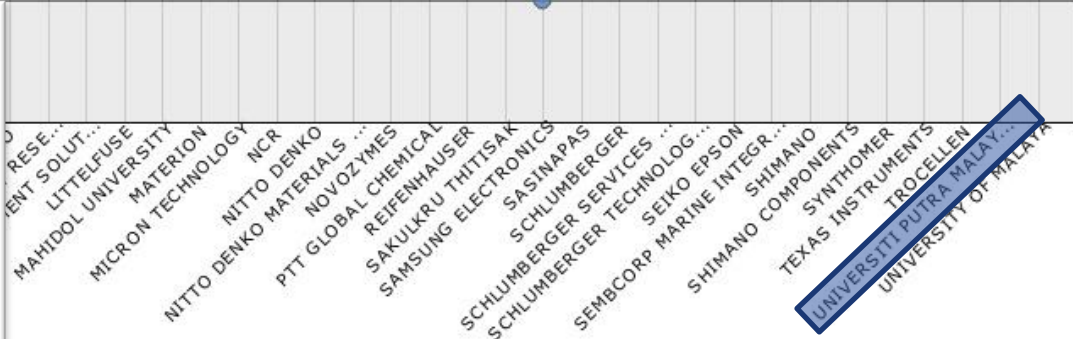 RESE...
ENT SOLUT...
LITTELFUSE
MAHIDOL UNIVERSITY
MATERION
MICRON TECHNOLOGY
NCR
NITTO DENKO
NITTO DENKO MATERIALS ...
NOVOZYMES
PTT GLOBAL CHEMICAL
REIFENHAUSER
SAKUKRU THITISAK
SAMSUNG ELECTRONICS
SASINAPAS
SCHLUMBERGER
SCHLUMBERGER SERVICES ...
SCHLUMBERGER TECHNOLOG...
SEIKO EPSON
SEMBCORP MARINE INTEGR...
SHIMANO
SHIMANO COMPONENTS
SYNTHOMER
TEXAS INSTRUMENTS
TROCELLEN
UNIVERSITI PUTRA MALAY...
UNIVERSITY OF MALAYA